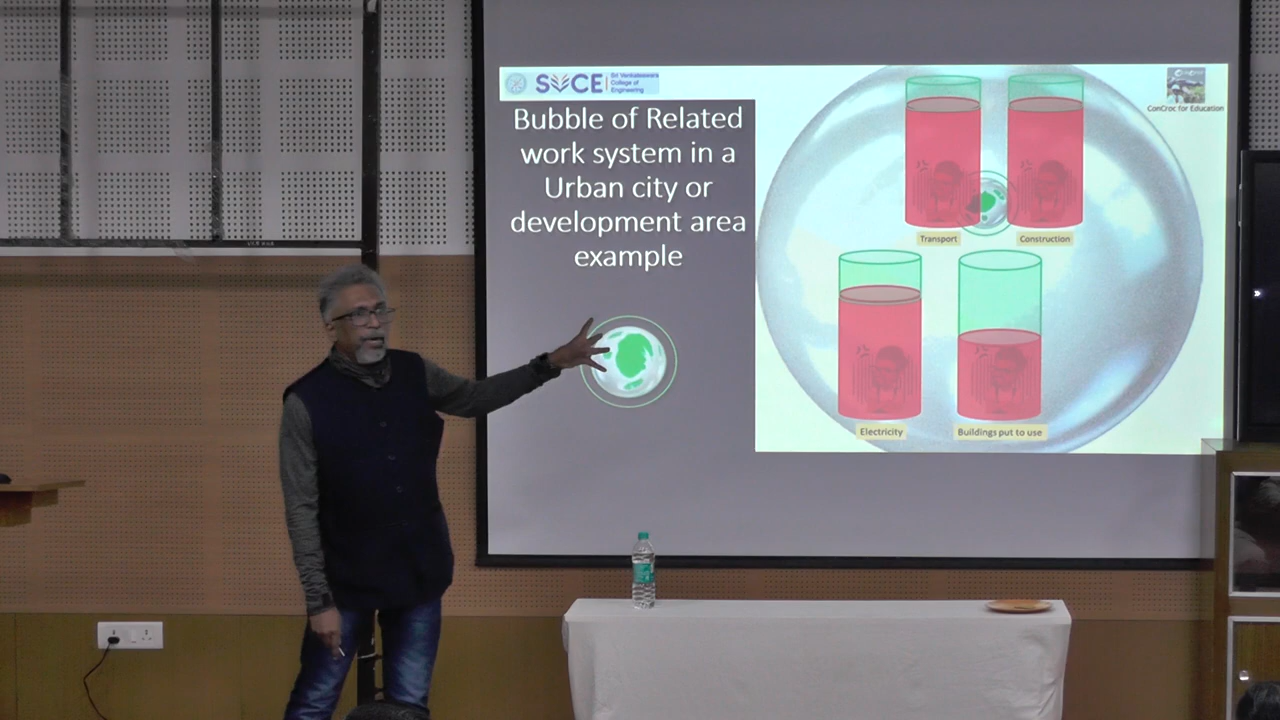 SVCE
Sri Venkateswara
College of
Engineering
Bubble of Related
work system in a
Urban city or
development area
example
ConCroc for Education
Transport
Construction
Electricity
Buildings put to use